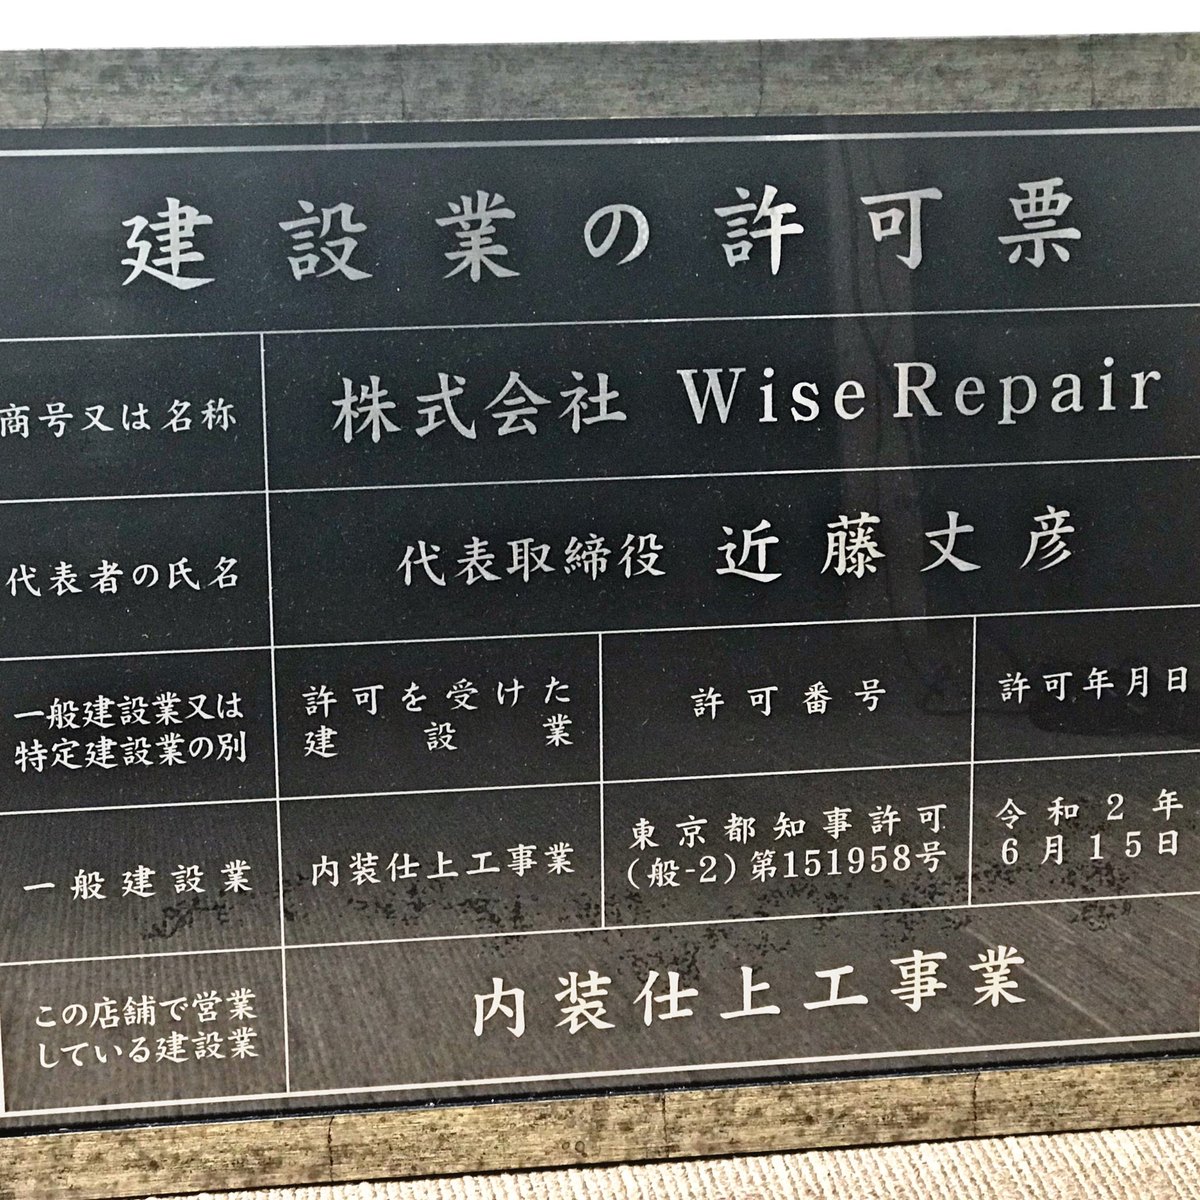 建設業の許可票
商号又は名称
株式会社 Wise Repair
代表者の氏名
代表取締役 近藤丈彦
一般建設業又は
特定建設業の別
許可を受けた
建設業
許可番号
許可年月日
一般建設業
内装仕上工事業
東京都知事許可
(般-2)第151958号
令和2年
6月15日
この店舗で営業
している建設業
内装仕上工事業